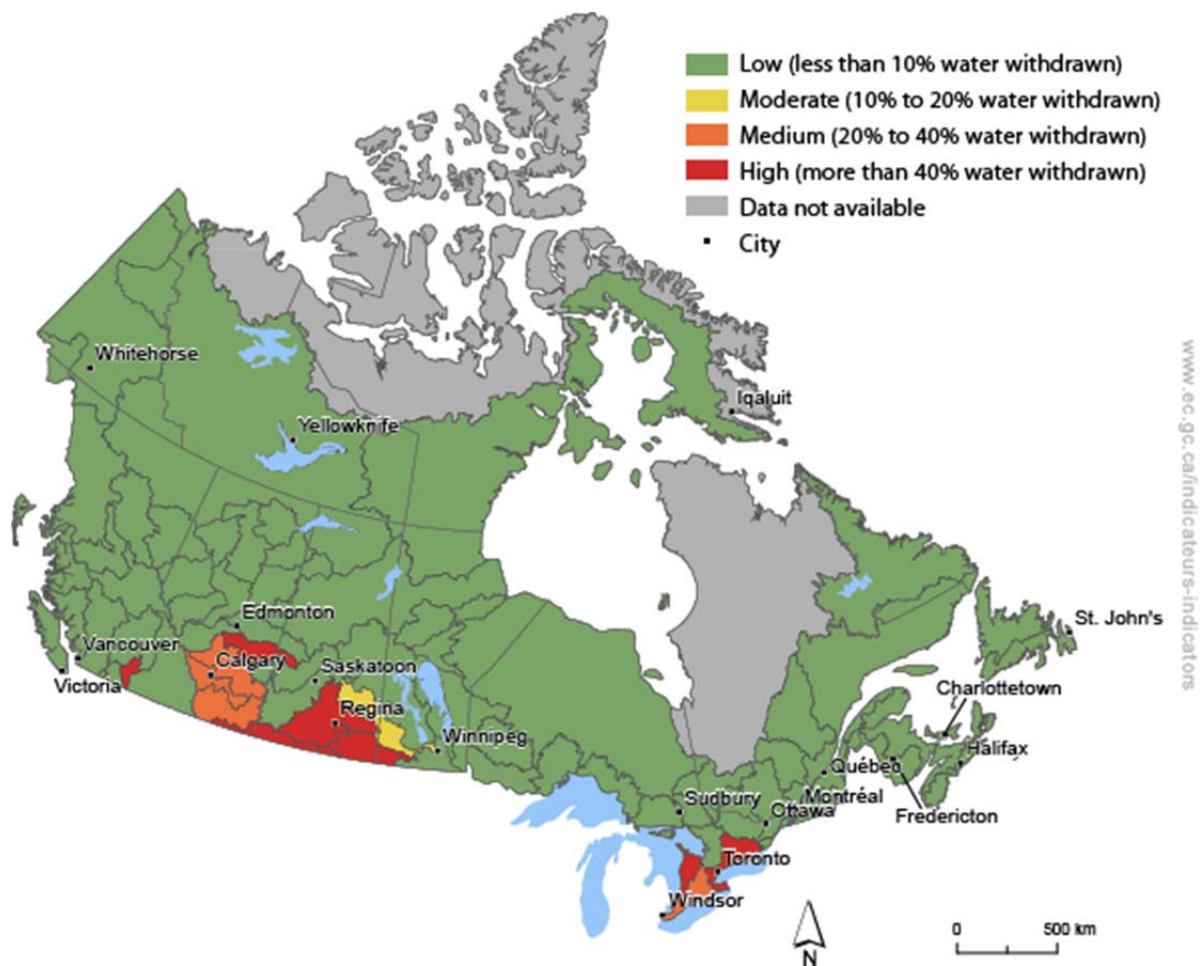 Low (less than 10% water withdrawn)
Moderate (10% to 20% water withdrawn)
Medium (20% to 40% water withdrawn)
High (more than 40% water withdrawn)
Data not available
City
www.ec.gc.ca/indicateurs-indicators
Whitehorse
Iqaluit
Yellowknife
Edmonton
St. John's
Vancouver
Calgary
Saskatoon
Victoria
Charlottetown
Regina
Winnipeg
Halifax
Québec
Sudbury
Montréal
Ottawa
Fredericton
Toronto
Windsor
0 500 km
N